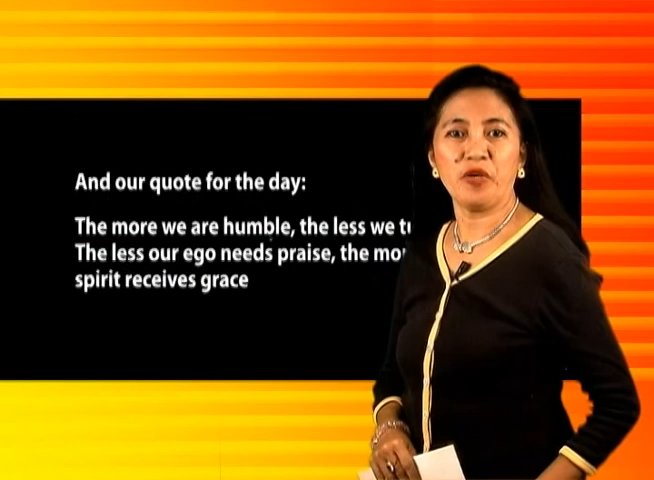 And our quote for the day:
The more we are humble, the less we
The less our ego needs praise, the
spirit receives grace